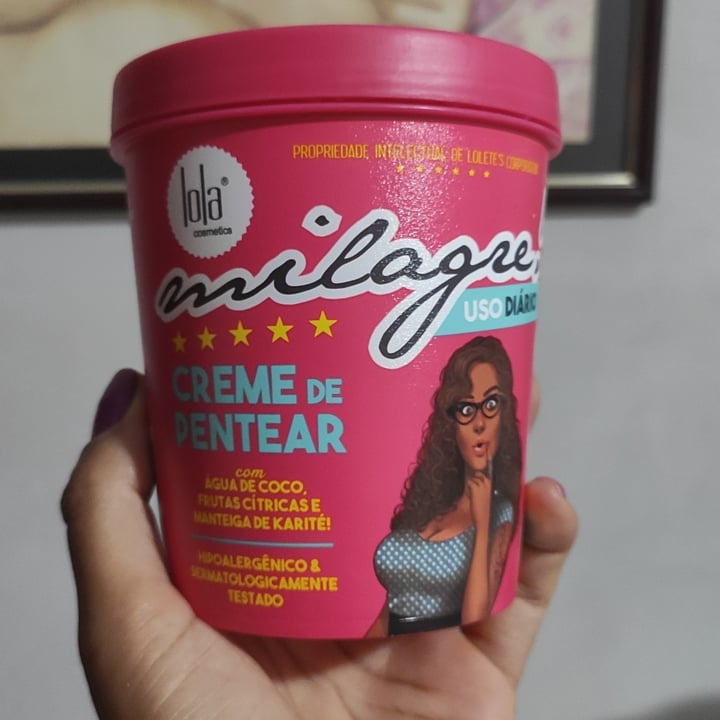 PROPRIEDADE INTELECTUAL DE LOLETE'S CORPORATION
lola®
cosmetics
milagre
USO DIÁRIO
CREME DE
PENTEAR
com
ÁGUA DE COCO,
FRUTAS CÍTRICAS E
MANTEIGA DE KARITÉ!
HIPOALERGÊNICO &
DERMATOLOGICAMENTE
TESTADO